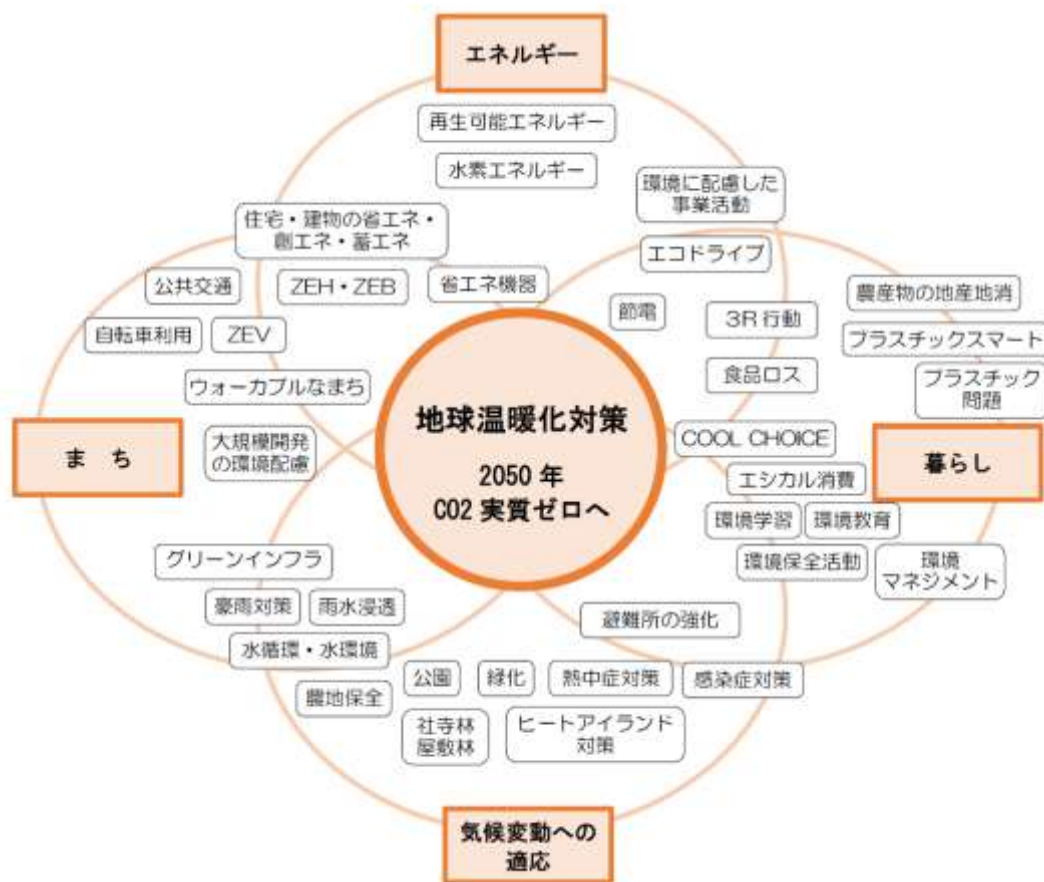 エネルギー
再生可能エネルギー
水素エネルギー
環境に配慮した
事業活動
住宅・建物の省エネ・
創エネ・蓄エネ
エコドライブ
公共交通
ZEH・ZEB
省エネ機器
農産物の地産地消
節電
3R行動
自転車利用
ZEV
プラスチックスマート
ウォーカブルなまち
食品ロス
プラスチック
問題
地球温暖化対策
2050年
CO2実質ゼロへ
まち
大規模開発
の環境配慮
COOL CHOICE
暮らし
エシカル消費
環境学習
環境教育
グリーンインフラ
環境保全活動
環境
マネジメント
豪雨対策
雨水浸透
避難所の強化
水循環・水環境
公園
緑化
熱中症対策
感染症対策
農地保全
社寺林
屋敷林
ヒートアイランド
対策
気候変動への
適応